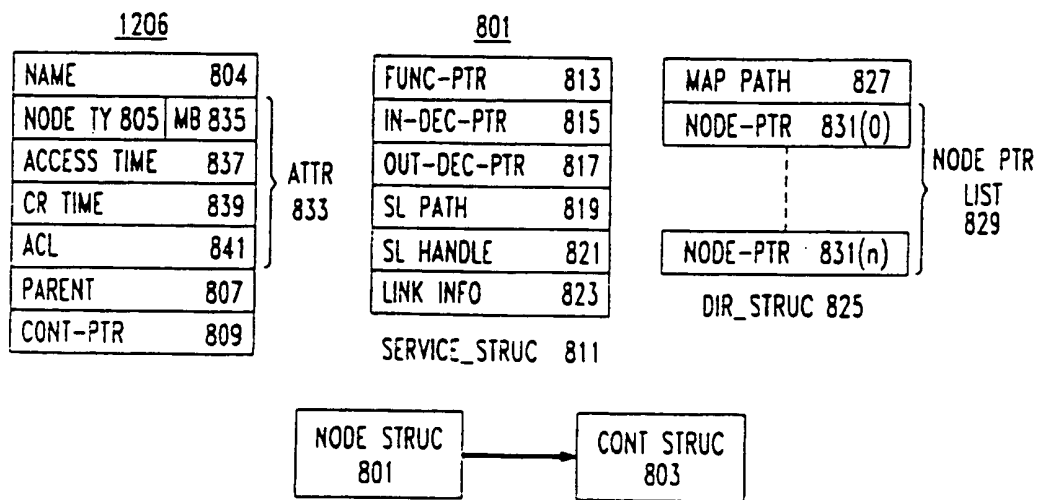 1206
NAME 804
NODE TY 805 MB 835
ACCESS TIME 837
CR TIME 839
ACL 841
PARENT 807
CONT-PTR 809
ATTR
833
801
FUNC-PTR 813
IN-DEC-PTR 815
OUT-DEC-PTR 817
SL PATH 819
SL HANDLE 821
LINK INFO 823
SERVICE_STRUC 811
MAP PATH 827
NODE-PTR 831(0)
NODE-PTR 831(n)
DIR_STRUC 825
NODE PTR
LIST
829
NODE STRUC
801
CONT STRUC
803